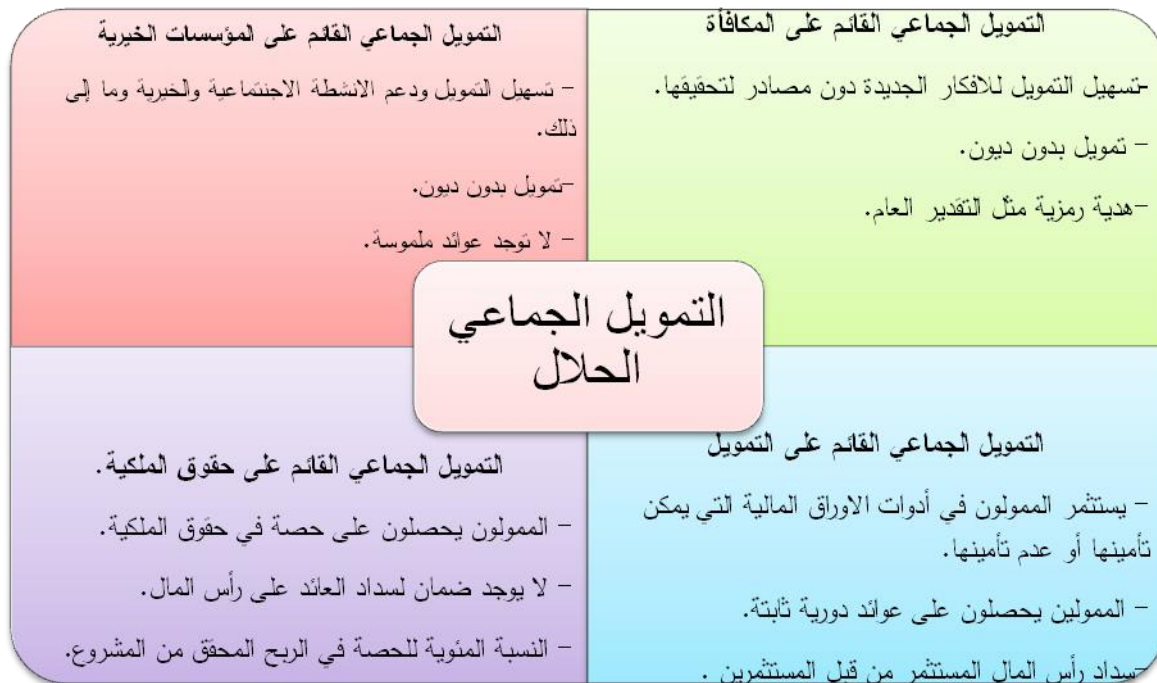 التمويل الجماعي القائم على المكافأة
-تسهيل التمويل للافكار الجديدة دون مصادر لتحقيقها.
- تمويل بدون ديون.
-هدية رمزية مثل التقدير العام.
التمويل الجماعي القائم على المؤسسات الخيرية
- تسهيل التمويل ودعم الانشطة الاجتماعية والخيرية وما إلى
ذلك.
-تمويل بدون ديون.
- لا توجد عوائد ملموسة.
التمويل الجماعي
الحلال
التمويل الجماعي القائم على التمويل
- يستثمر الممولون في أدوات الاوراق المالية التي يمكن
تأمينها أو عدم تأمينها.
- الممولين يحصلون على عوائد دورية ثابتة.
-سداد رأس المال المستثمر من قبل المستثمرين .
التمويل الجماعي القائم على حقوق الملكية.
- الممولون يحصلون على حصة في حقوق الملكية.
- لا يوجد ضمان لسداد العائد على رأس المال.
- النسبة المئوية للحصة في الربح المحقق من المشروع.